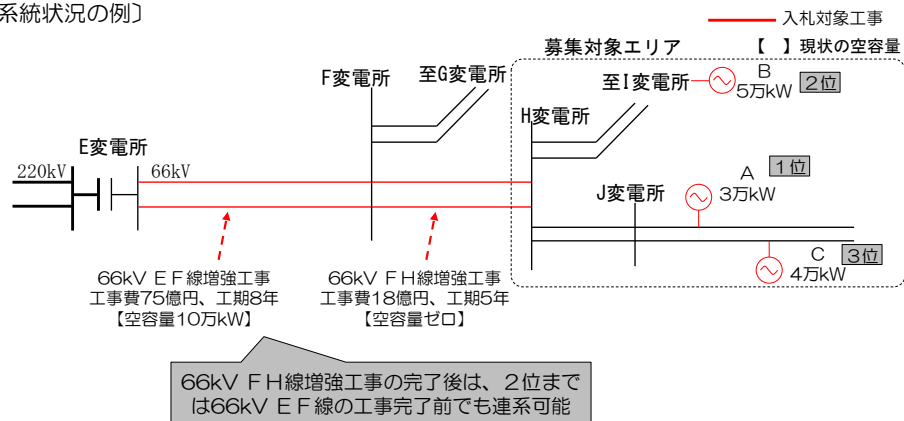 系統状況の例〕
入札対象工事
募集対象エリア
【　】現状の空容量
F変電所
至G変電所
至I変電所
B
5万kW
2位
H変電所
E変電所
220kV
66kV
J変電所
A
1位
3万kW
C
3位
4万kW
66kV EF線増強工事
工事費75億円、工期8年
【空容量10万kW】
66kV FH線増強工事
工事費18億円、工期5年
【空容量ゼロ】
66kV FH線増強工事の完了後は、2位まで
は66kV EF線の工事完了前でも連系可能